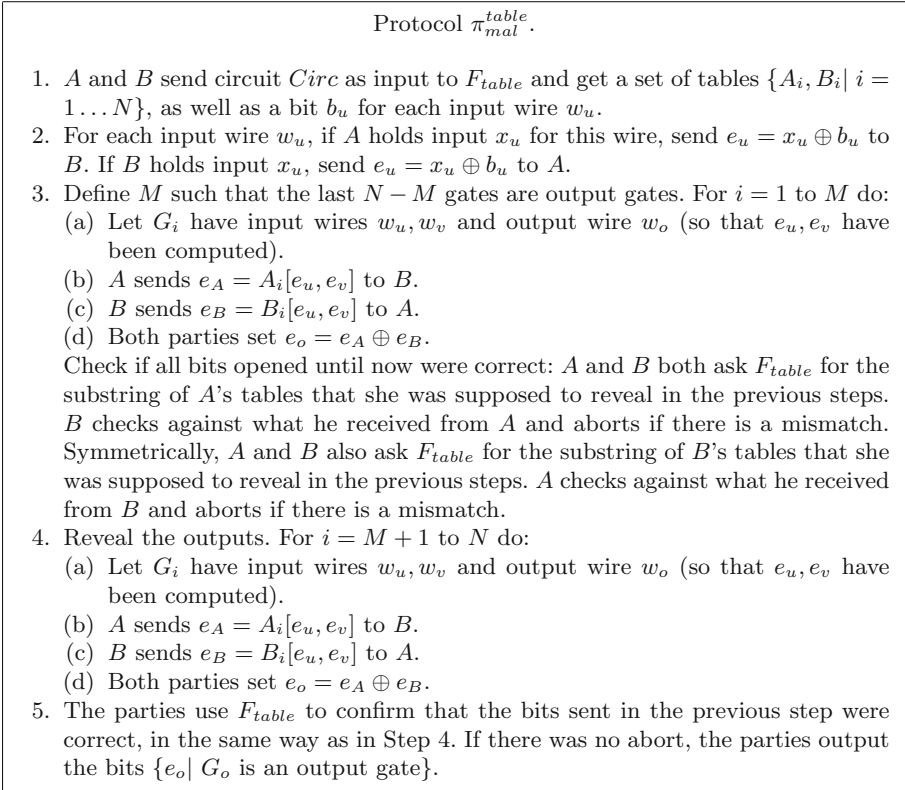 Protocol π_{mal}^{table}.
1. A and B send circuit Circ as input to F_{table} and get a set of tables {A_i, B_i| i =
1 . . . N}, as well as a bit b_u for each input wire w_u.
2. For each input wire w_u, if A holds input x_u for this wire, send e_u = x_u ⊕ b_u to
B. If B holds input x_u, send e_u = x_u ⊕ b_u to A.
3. Define M such that the last N − M gates are output gates. For i = 1 to M do:
(a) Let G_i have input wires w_u, w_v and output wire w_o (so that e_u, e_v have
been computed).
(b) A sends e_A = A_i[e_u, e_v] to B.
(c) B sends e_B = B_i[e_u, e_v] to A.
(d) Both parties set e_o = e_A ⊕ e_B.
Check if all bits opened until now were correct: A and B both ask F_{table} for the
substring of A's tables that she was supposed to reveal in the previous steps.
B checks against what he received from A and aborts if there is a mismatch.
Symmetrically, A and B also ask F_{table} for the substring of B's tables that she
was supposed to reveal in the previous steps. A checks against what he received
from B and aborts if there is a mismatch.
4. Reveal the outputs. For i = M + 1 to N do:
(a) Let G_i have input wires w_u, w_v and output wire w_o (so that e_u, e_v have
been computed).
(b) A sends e_A = A_i[e_u, e_v] to B.
(c) B sends e_B = B_i[e_u, e_v] to A.
(d) Both parties set e_o = e_A ⊕ e_B.
5. The parties use F_{table} to confirm that the bits sent in the previous step were
correct, in the same way as in Step 4. If there was no abort, the parties output
the bits {e_o| G_o is an output gate}.